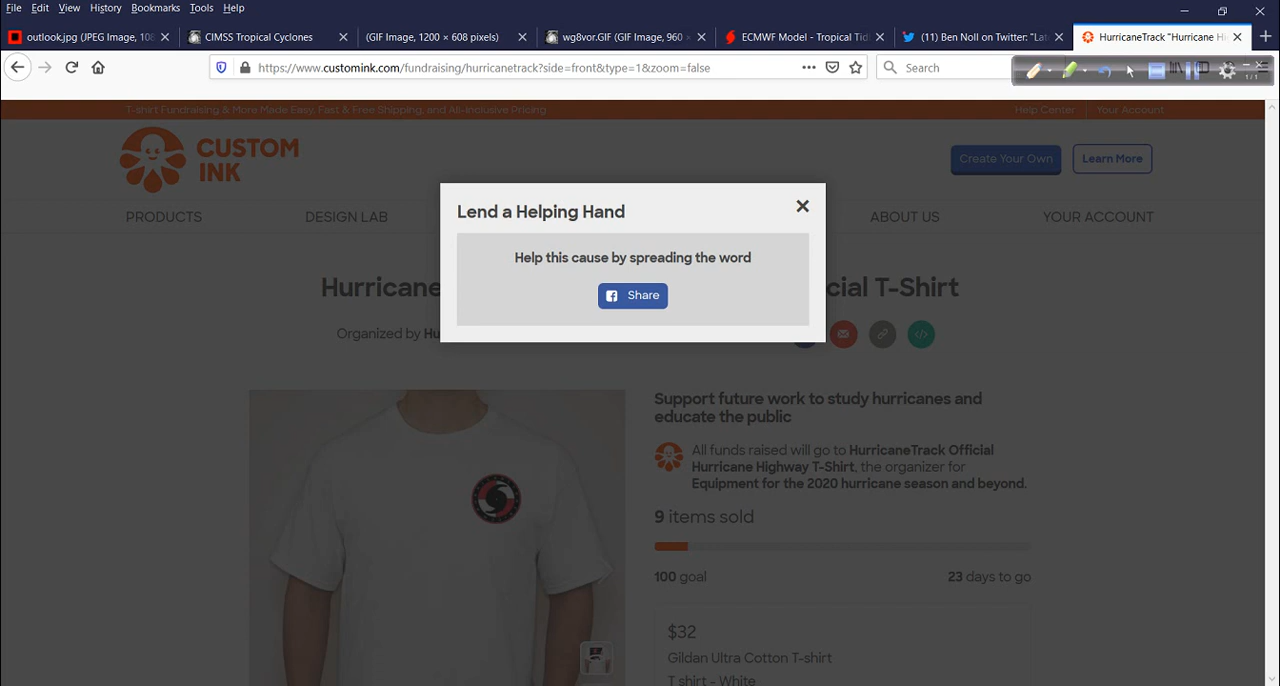 File Edit View History Bookmarks Tools Help
outlook.jpg (JPEG Image, 108
CIMSS Tropical Cyclones
(GIF Image, 1200 × 608 pixels)
wg8vor.GIF (GIF Image, 960 ×
ECMWF Model - Tropical Tid
(11) Ben Noll on Twitter: "Lat
HurricaneTrack "Hurricane Hi
https://www.customink.com/fundraising/hurricanetrack?side=front&type=1&zoom=false
Search
1/1
T-shirt Fundraising & More Made Easy, Fast & Free Shipping, and All-Inclusive Pricing
Help Center
Your Account
CUSTOM
INK
Create Your Own
Learn More
PRODUCTS
DESIGN LAB
ABOUT US
YOUR ACCOUNT
Lend a Helping Hand
Help this cause by spreading the word
Share
Hurricane
cial T-Shirt
Organized by Hu
Support future work to study hurricanes and
educate the public
All funds raised will go to HurricaneTrack Official
Hurricane Highway T-Shirt, the organizer for
Equipment for the 2020 hurricane season and beyond.
9 items sold
100 goal
23 days to go
$32
Gildan Ultra Cotton T-shirt
T shirt - White